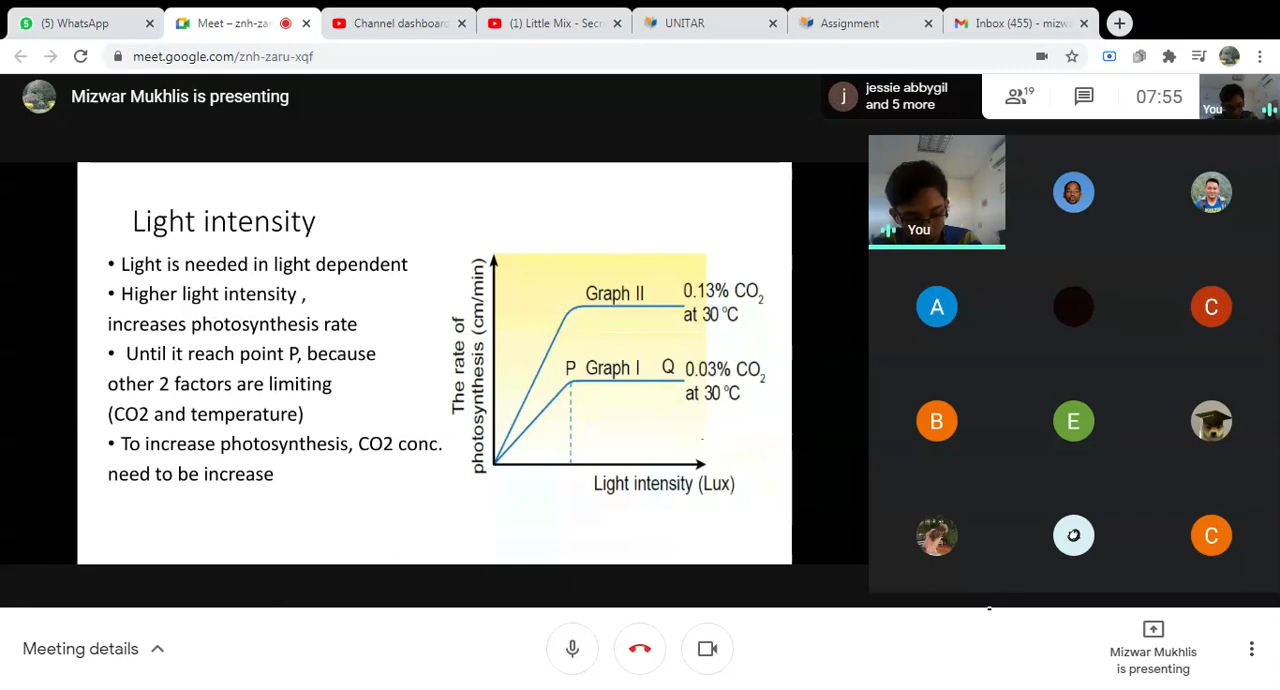 (5) WhatsApp
Meet – znh-zar
Channel dashboard
(1) Little Mix - Secr
UNITAR
Assignment
Inbox (455) - mizw
meet.google.com/znh-zaru-xqf
Mizwar Mukhlis is presenting
j
jessie abbygil
and 5 more
19
07:55
You
You
Light intensity
• Light is needed in light dependent
• Higher light intensity ,
increases photosynthesis rate
• Until it reach point P, because
other 2 factors are limiting
(CO2 and temperature)
• To increase photosynthesis, CO2 conc.
need to be increase
The rate of
photosynthesis (cm/min)
Graph II
0.13% CO2
at 30 ºC
P Graph I Q
0.03% CO2
at 30 ºC
Light intensity (Lux)
A
C
B
E
C
Meeting details
Mizwar Mukhlis
is presenting